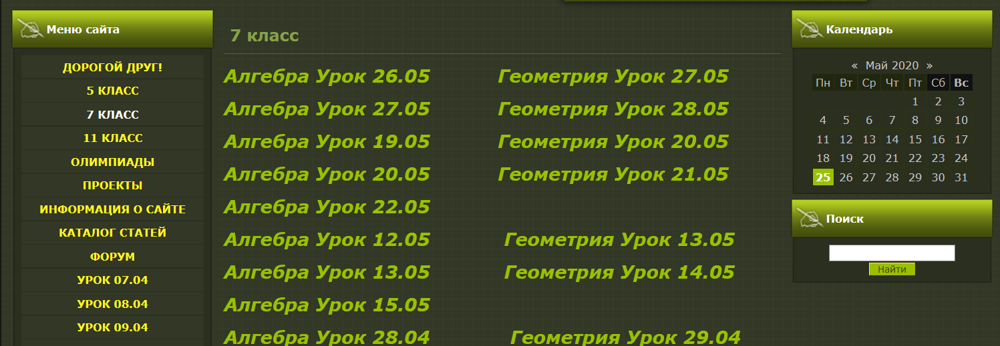 Меню сайта
ДОРОГОЙ ДРУГ!
5 КЛАСС
7 КЛАСС
11 КЛАСС
ОЛИМПИАДЫ
ПРОЕКТЫ
ИНФОРМАЦИЯ О САЙТЕ
КАТАЛОГ СТАТЕЙ
ФОРУМ
УРОК 07.04
УРОК 08.04
УРОК 09.04
7 класс
Алгебра Урок 26.05 Геометрия Урок 27.05
Алгебра Урок 27.05 Геометрия Урок 28.05
Алгебра Урок 19.05 Геометрия Урок 20.05
Алгебра Урок 20.05 Геометрия Урок 21.05
Алгебра Урок 22.05
Алгебра Урок 12.05 Геометрия Урок 13.05
Алгебра Урок 13.05 Геометрия Урок 14.05
Алгебра Урок 15.05
Алгебра Урок 28.04 Геометрия Урок 29.04
Календарь
« Май 2020 »
Пн Вт Ср Чт Пт Сб Вс
1 2 3
4 5 6 7 8 9 10
11 12 13 14 15 16 17
18 19 20 21 22 23 24
25 26 27 28 29 30 31
Поиск
Найти